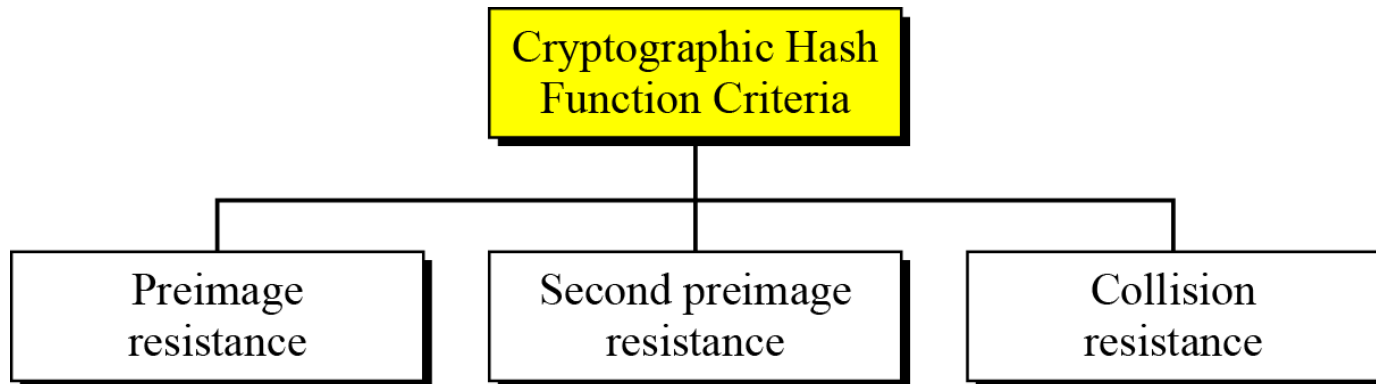 Cryptographic Hash
Function Criteria
Preimage
resistance
Second preimage
resistance
Collision
resistance